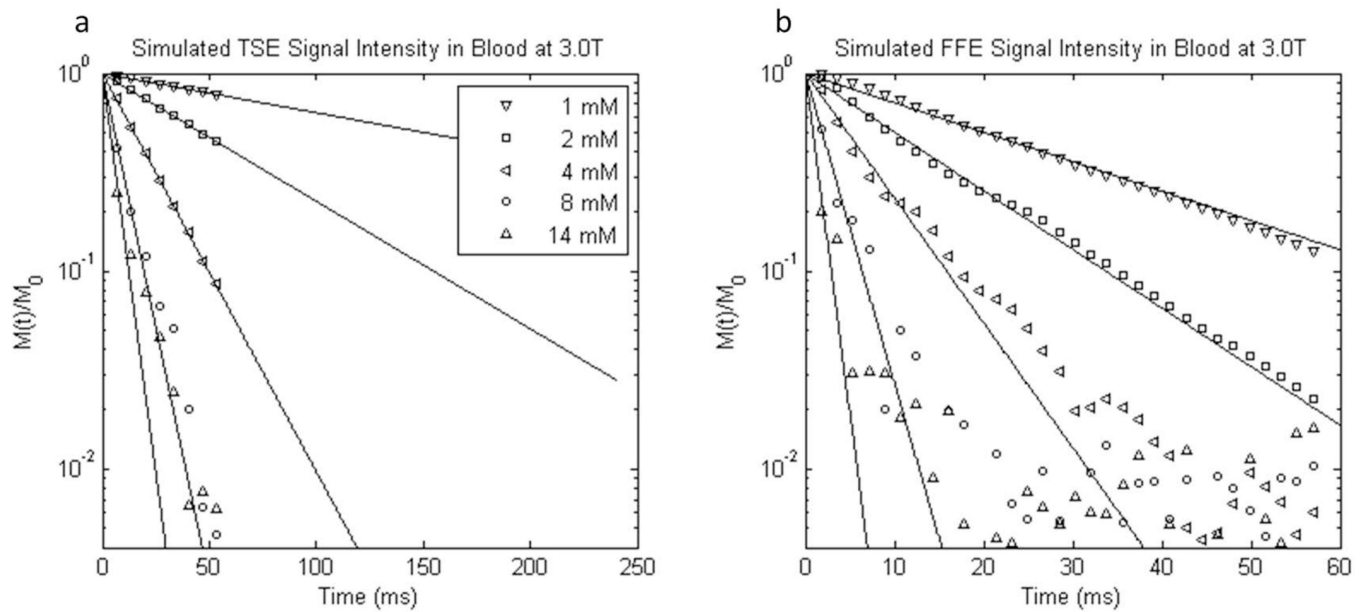 a
Simulated TSE Signal Intensity in Blood at 3.0T
10^0
10^-1
10^-2
M(t)/M_0
1 mM
2 mM
4 mM
8 mM
14 mM
0 50 100 150 200 250
Time (ms)
b
Simulated FFE Signal Intensity in Blood at 3.0T
10^0
10^-1
10^-2
M(t)/M_0
0 10 20 30 40 50 60
Time (ms)